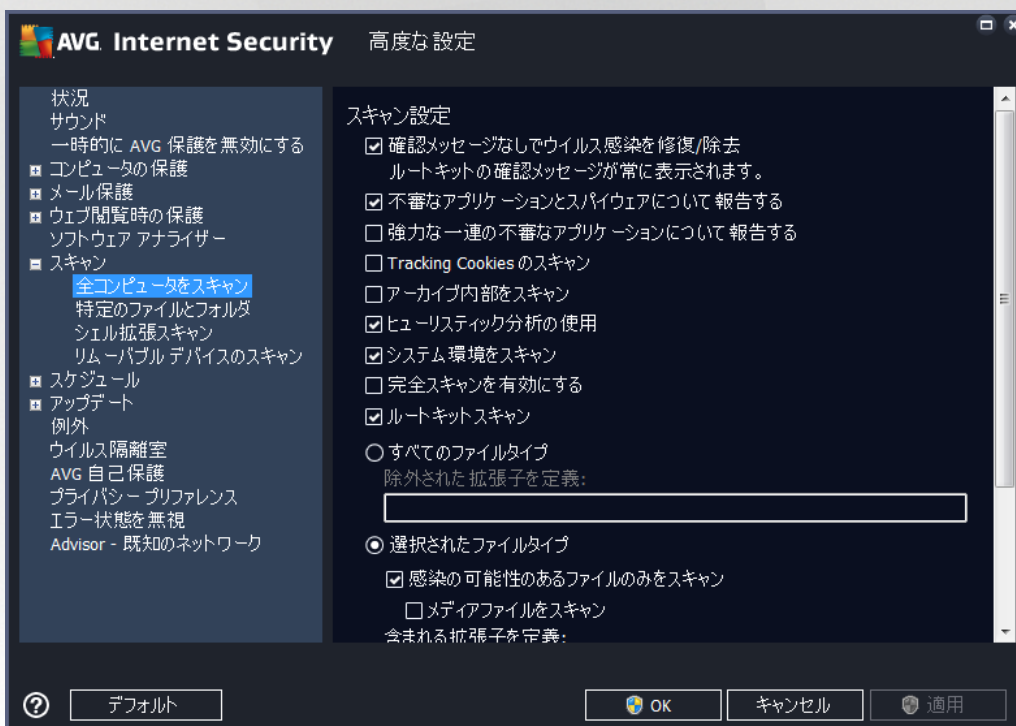 AVG. Internet Security 高度な設定
状況
サウンド
一時的に AVG 保護を無効にする
コンピュータの保護
メール保護
ウェブ閲覧時の保護
ソフトウェア アナライザー
スキャン
全コンピュータをスキャン
特定のファイルとフォルダ
シェル拡張スキャン
リムーバブル デバイスのスキャン
スケジュール
アップデート
例外
ウイルス隔離室
AVG 自己保護
プライバシー プリファレンス
エラー状態を無視
Advisor - 既知のネットワーク
スキャン設定
確認メッセージなしでウイルス感染を修復/除去
ルートキットの確認メッセージが常に表示されます。
不審なアプリケーションとスパイウェアについて報告する
強力な一連の不審なアプリケーションについて報告する
Tracking Cookies のスキャン
アーカイブ内部をスキャン
ヒューリスティック分析の使用
システム環境をスキャン
完全スキャンを有効にする
ルートキットスキャン
すべてのファイルタイプ
除外された拡張子を定義:
選択されたファイルタイプ
感染の可能性のあるファイルのみをスキャン
メディアファイルをスキャン
含まれる拡張子を定義:
デフォルト
OK
キャンセル
適用